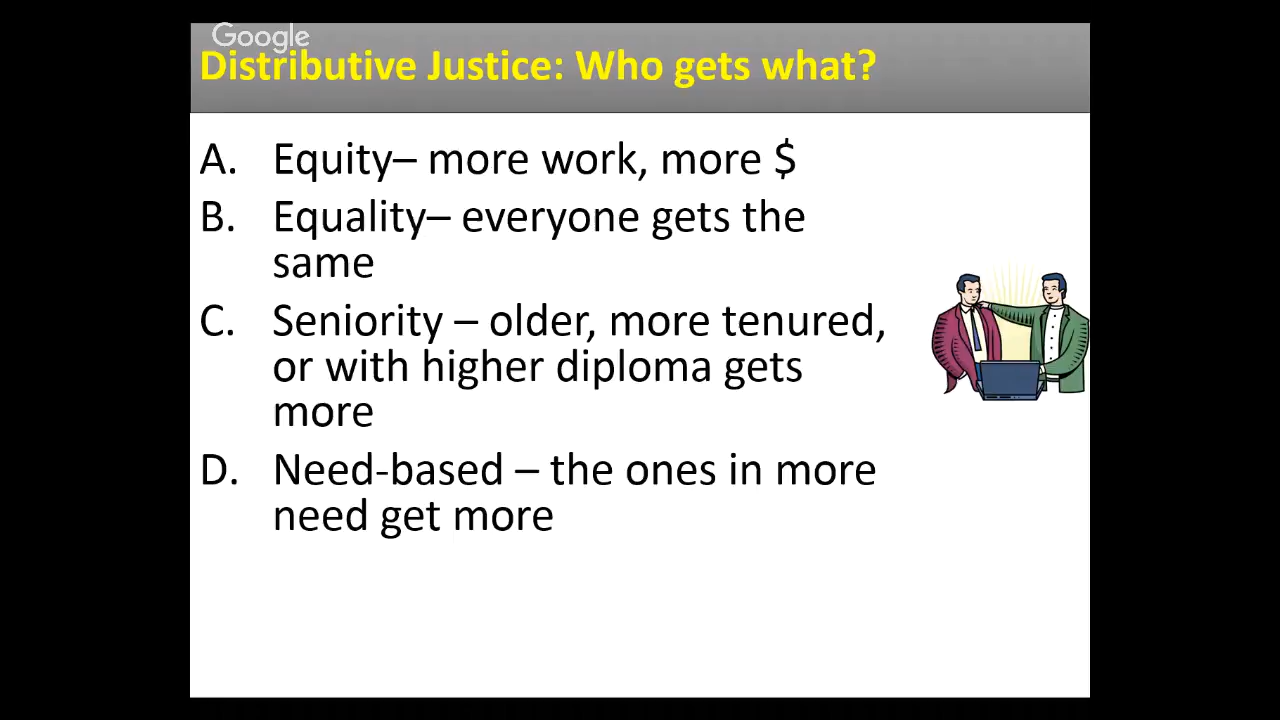 Google
Distributive Justice: Who gets what?
A. Equity– more work, more $
B. Equality– everyone gets the
same
C. Seniority – older, more tenured,
or with higher diploma gets
more
D. Need-based – the ones in more
need get more